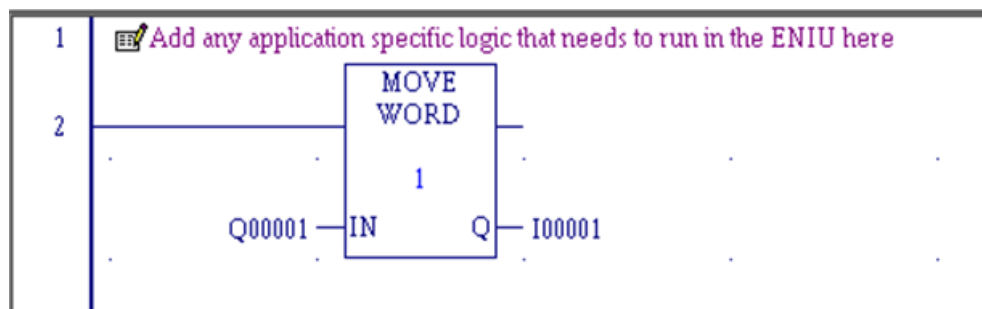 1 Add any application specific logic that needs to run in the ENIU here
MOVE
2 WORD
1
Q00001 IN Q I00001